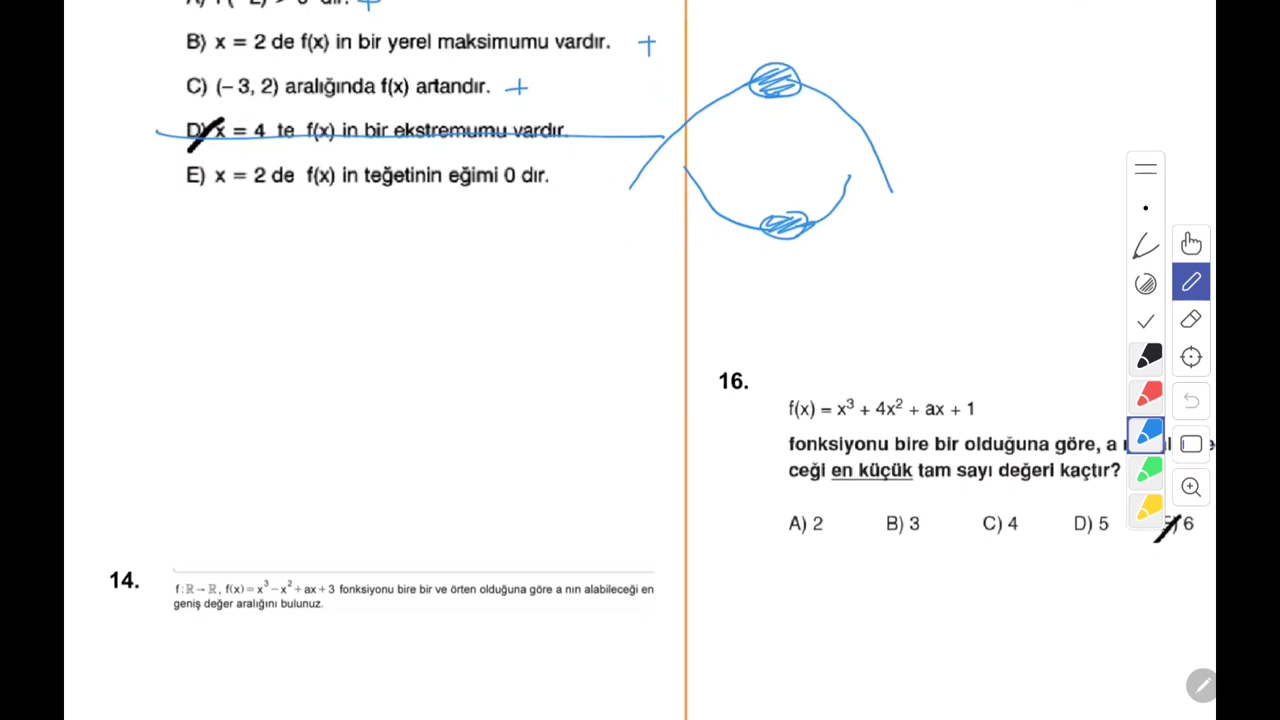 B) x = 2 de f(x) in bir yerel maksimumu vardır. +
C) (– 3, 2) aralığında f(x) artandır. +
D) x = 4 te f(x) in bir ekstremumu vardır.
E) x = 2 de f(x) in teğetinin eğimi 0 dır.
14.
f : ℝ → ℝ, f(x) = x³ – x² + ax + 3 fonksiyonu bire bir ve örten olduğuna göre a nın alabileceği en
geniş değer aralığını bulunuz.
16.
f(x) = x³ + 4x² + ax + 1
fonksiyonu bire bir olduğuna göre, a
ceği en küçük tam sayı değeri kaçtır?
A) 2 B) 3 C) 4 D) 5 E) 6